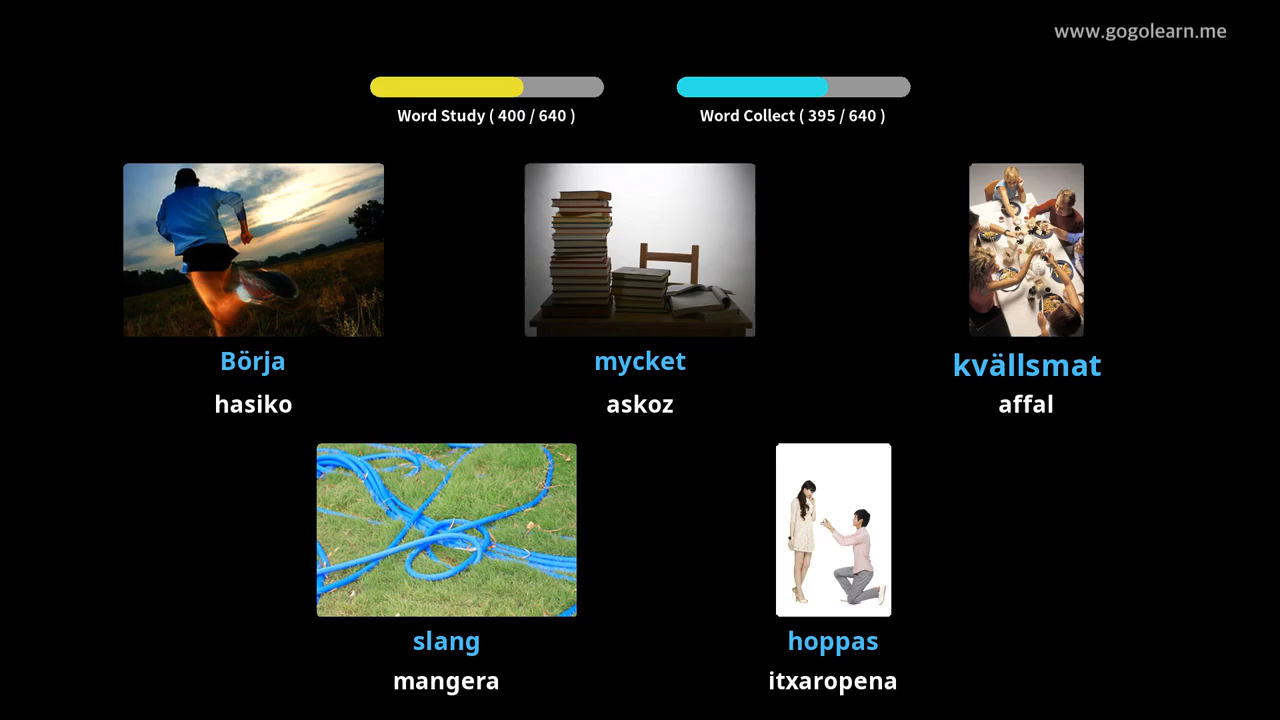 www.gogolearn.me
Word Study ( 400 / 640 )
Word Collect ( 395 / 640 )
Börja
mycket
kvällsmat
hasiko
askoz
affal
slang
hoppas
mangera
itxaropena